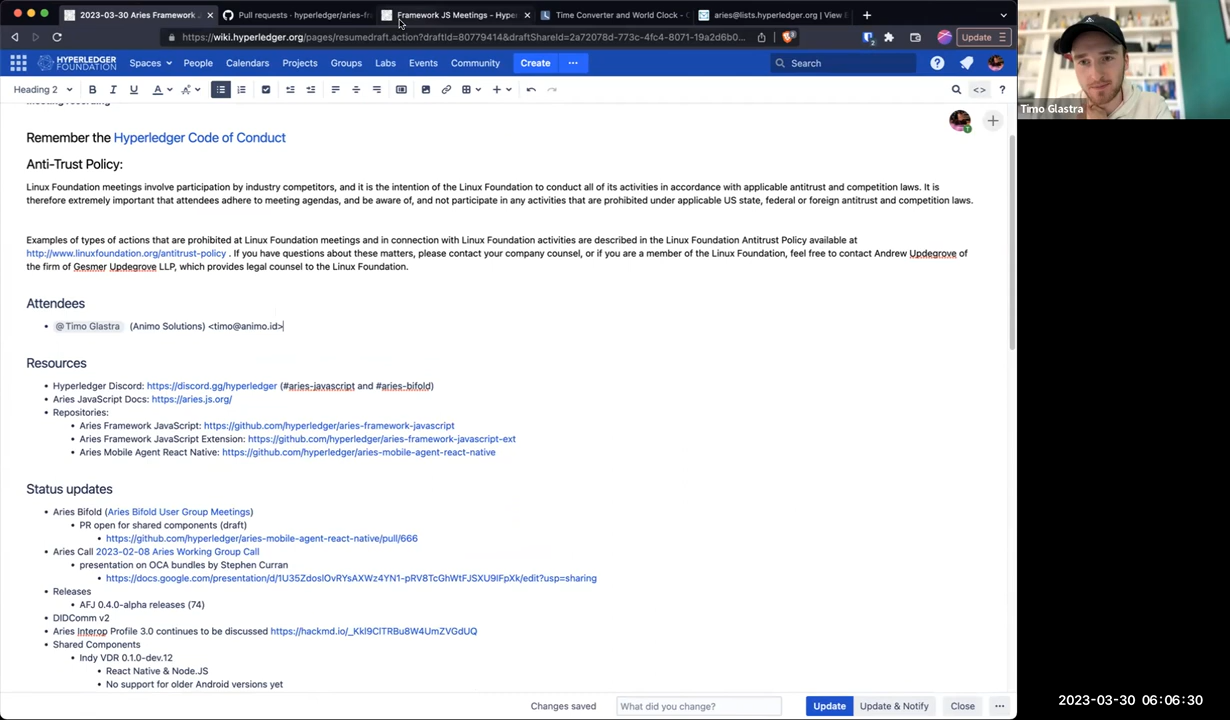 2023-03-30 Aries Framework J
Pull requests · hyperledger/aries-fra
Framework JS Meetings - Hyper
Time Converter and World Clock - C
aries@lists.hyperledger.org | View E
https://wiki.hyperledger.org/pages/resumedraft.action?draftId=80779414&draftShareId=2a72078d-773c-4fc4-8071-19a2d6b0...
Update
HYPERLEDGER FOUNDATION
Spaces
People
Calendars
Projects
Groups
Labs
Events
Community
Create
Search
Heading 2
B I U A
Meeting recording
Remember the Hyperledger Code of Conduct
Anti-Trust Policy:
Linux Foundation meetings involve participation by industry competitors, and it is the intention of the Linux Foundation to conduct all of its activities in accordance with applicable antitrust and competition laws. It is
therefore extremely important that attendees adhere to meeting agendas, and be aware of, and not participate in any activities that are prohibited under applicable US state, federal or foreign antitrust and competition laws.
Examples of types of actions that are prohibited at Linux Foundation meetings and in connection with Linux Foundation activities are described in the Linux Foundation Antitrust Policy available at
http://www.linuxfoundation.org/antitrust-policy . If you have questions about these matters, please contact your company counsel, or if you are a member of the Linux Foundation, feel free to contact Andrew Updegrove of
the firm of Gesmer Updegrove LLP, which provides legal counsel to the Linux Foundation.
Attendees
• @Timo Glastra (Animo Solutions) <timo@animo.id>
Resources
• Hyperledger Discord: https://discord.gg/hyperledger (#aries-javascript and #aries-bifold)
• Aries JavaScript Docs: https://aries.js.org/
• Repositories:
• Aries Framework JavaScript: https://github.com/hyperledger/aries-framework-javascript
• Aries Framework JavaScript Extension: https://github.com/hyperledger/aries-framework-javascript-ext
• Aries Mobile Agent React Native: https://github.com/hyperledger/aries-mobile-agent-react-native
Status updates
• Aries Bifold (Aries Bifold User Group Meetings)
• PR open for shared components (draft)
• https://github.com/hyperledger/aries-mobile-agent-react-native/pull/666
• Aries Call 2023-02-08 Aries Working Group Call
• presentation on OCA bundles by Stephen Curran
• https://docs.google.com/presentation/d/1U35ZdoslOvRYsAXWz4YN1-pRV8TcGhWtFJSXU9lFpXk/edit?usp=sharing
• Releases
• AFJ 0.4.0-alpha releases (74)
• DIDComm v2
• Aries Interop Profile 3.0 continues to be discussed https://hackmd.io/_Kkl9ClTRBu8W4UmZVGdUQ
• Shared Components
• Indy VDR 0.1.0-dev.12
• React Native & Node.JS
• No support for older Android versions yet
Changes saved
What did you change?
Update
Update & Notify
Close
Timo Glastra
2023-03-30 06:06:30